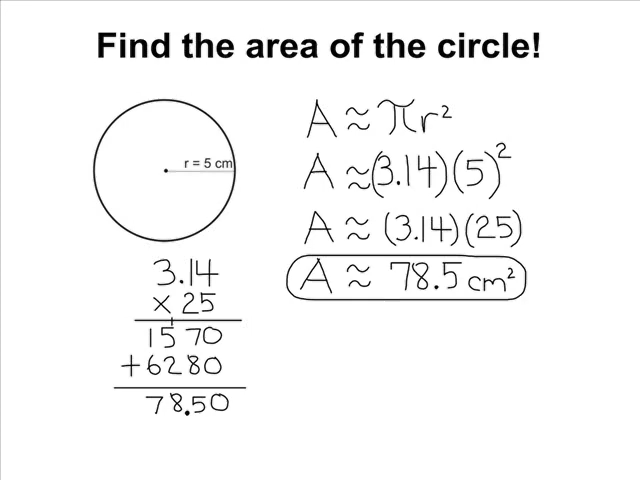 Find the area of the circle!
r = 5 cm
A ≈ πr²
A ≈ (3.14)(5)²
A ≈ (3.14)(25)
A ≈ 78.5 cm²
3.14
× 25
1
1570
+6280
78.50